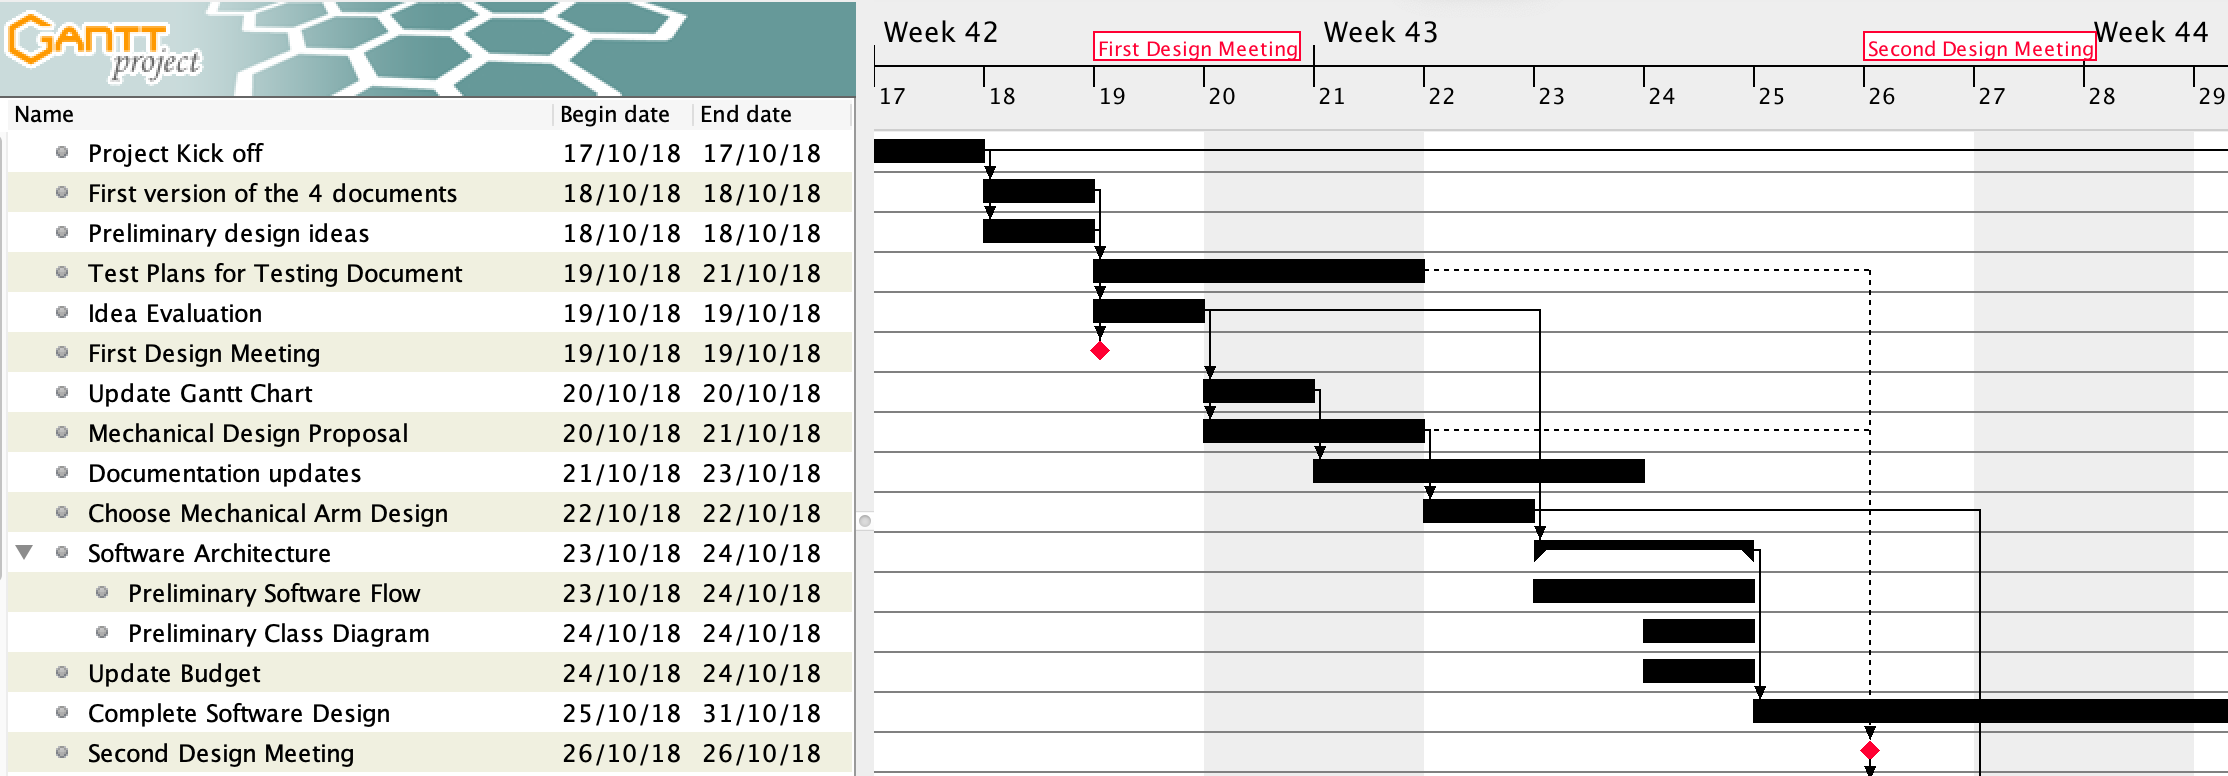 GANTT
project
Week 42
Week 43
Week 44
First Design Meeting
Second Design Meeting
17 18 19 20 21 22 23 24 25 26 27 28 29
Name Begin date End date
Project Kick off 17/10/18 17/10/18
First version of the 4 documents 18/10/18 18/10/18
Preliminary design ideas 18/10/18 18/10/18
Test Plans for Testing Document 19/10/18 21/10/18
Idea Evaluation 19/10/18 19/10/18
First Design Meeting 19/10/18 19/10/18
Update Gantt Chart 20/10/18 20/10/18
Mechanical Design Proposal 20/10/18 21/10/18
Documentation updates 21/10/18 23/10/18
Choose Mechanical Arm Design 22/10/18 22/10/18
Software Architecture 23/10/18 24/10/18
Preliminary Software Flow 23/10/18 24/10/18
Preliminary Class Diagram 24/10/18 24/10/18
Update Budget 24/10/18 24/10/18
Complete Software Design 25/10/18 31/10/18
Second Design Meeting 26/10/18 26/10/18